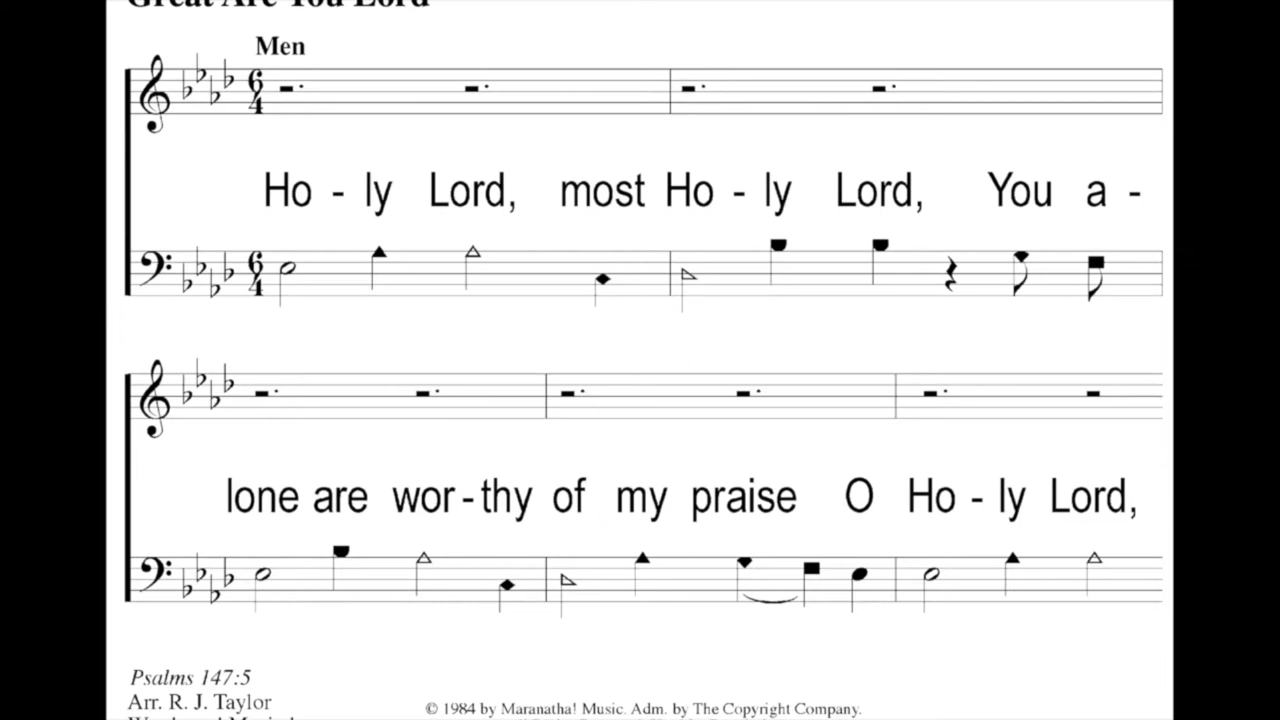 Great Are You Lord
Men
Ho - ly Lord, most Ho - ly Lord, You a -
lone are wor - thy of my praise O Ho - ly Lord,
Psalms 147:5
Arr. R. J. Taylor
© 1984 by Maranatha! Music. Adm. by The Copyright Company.